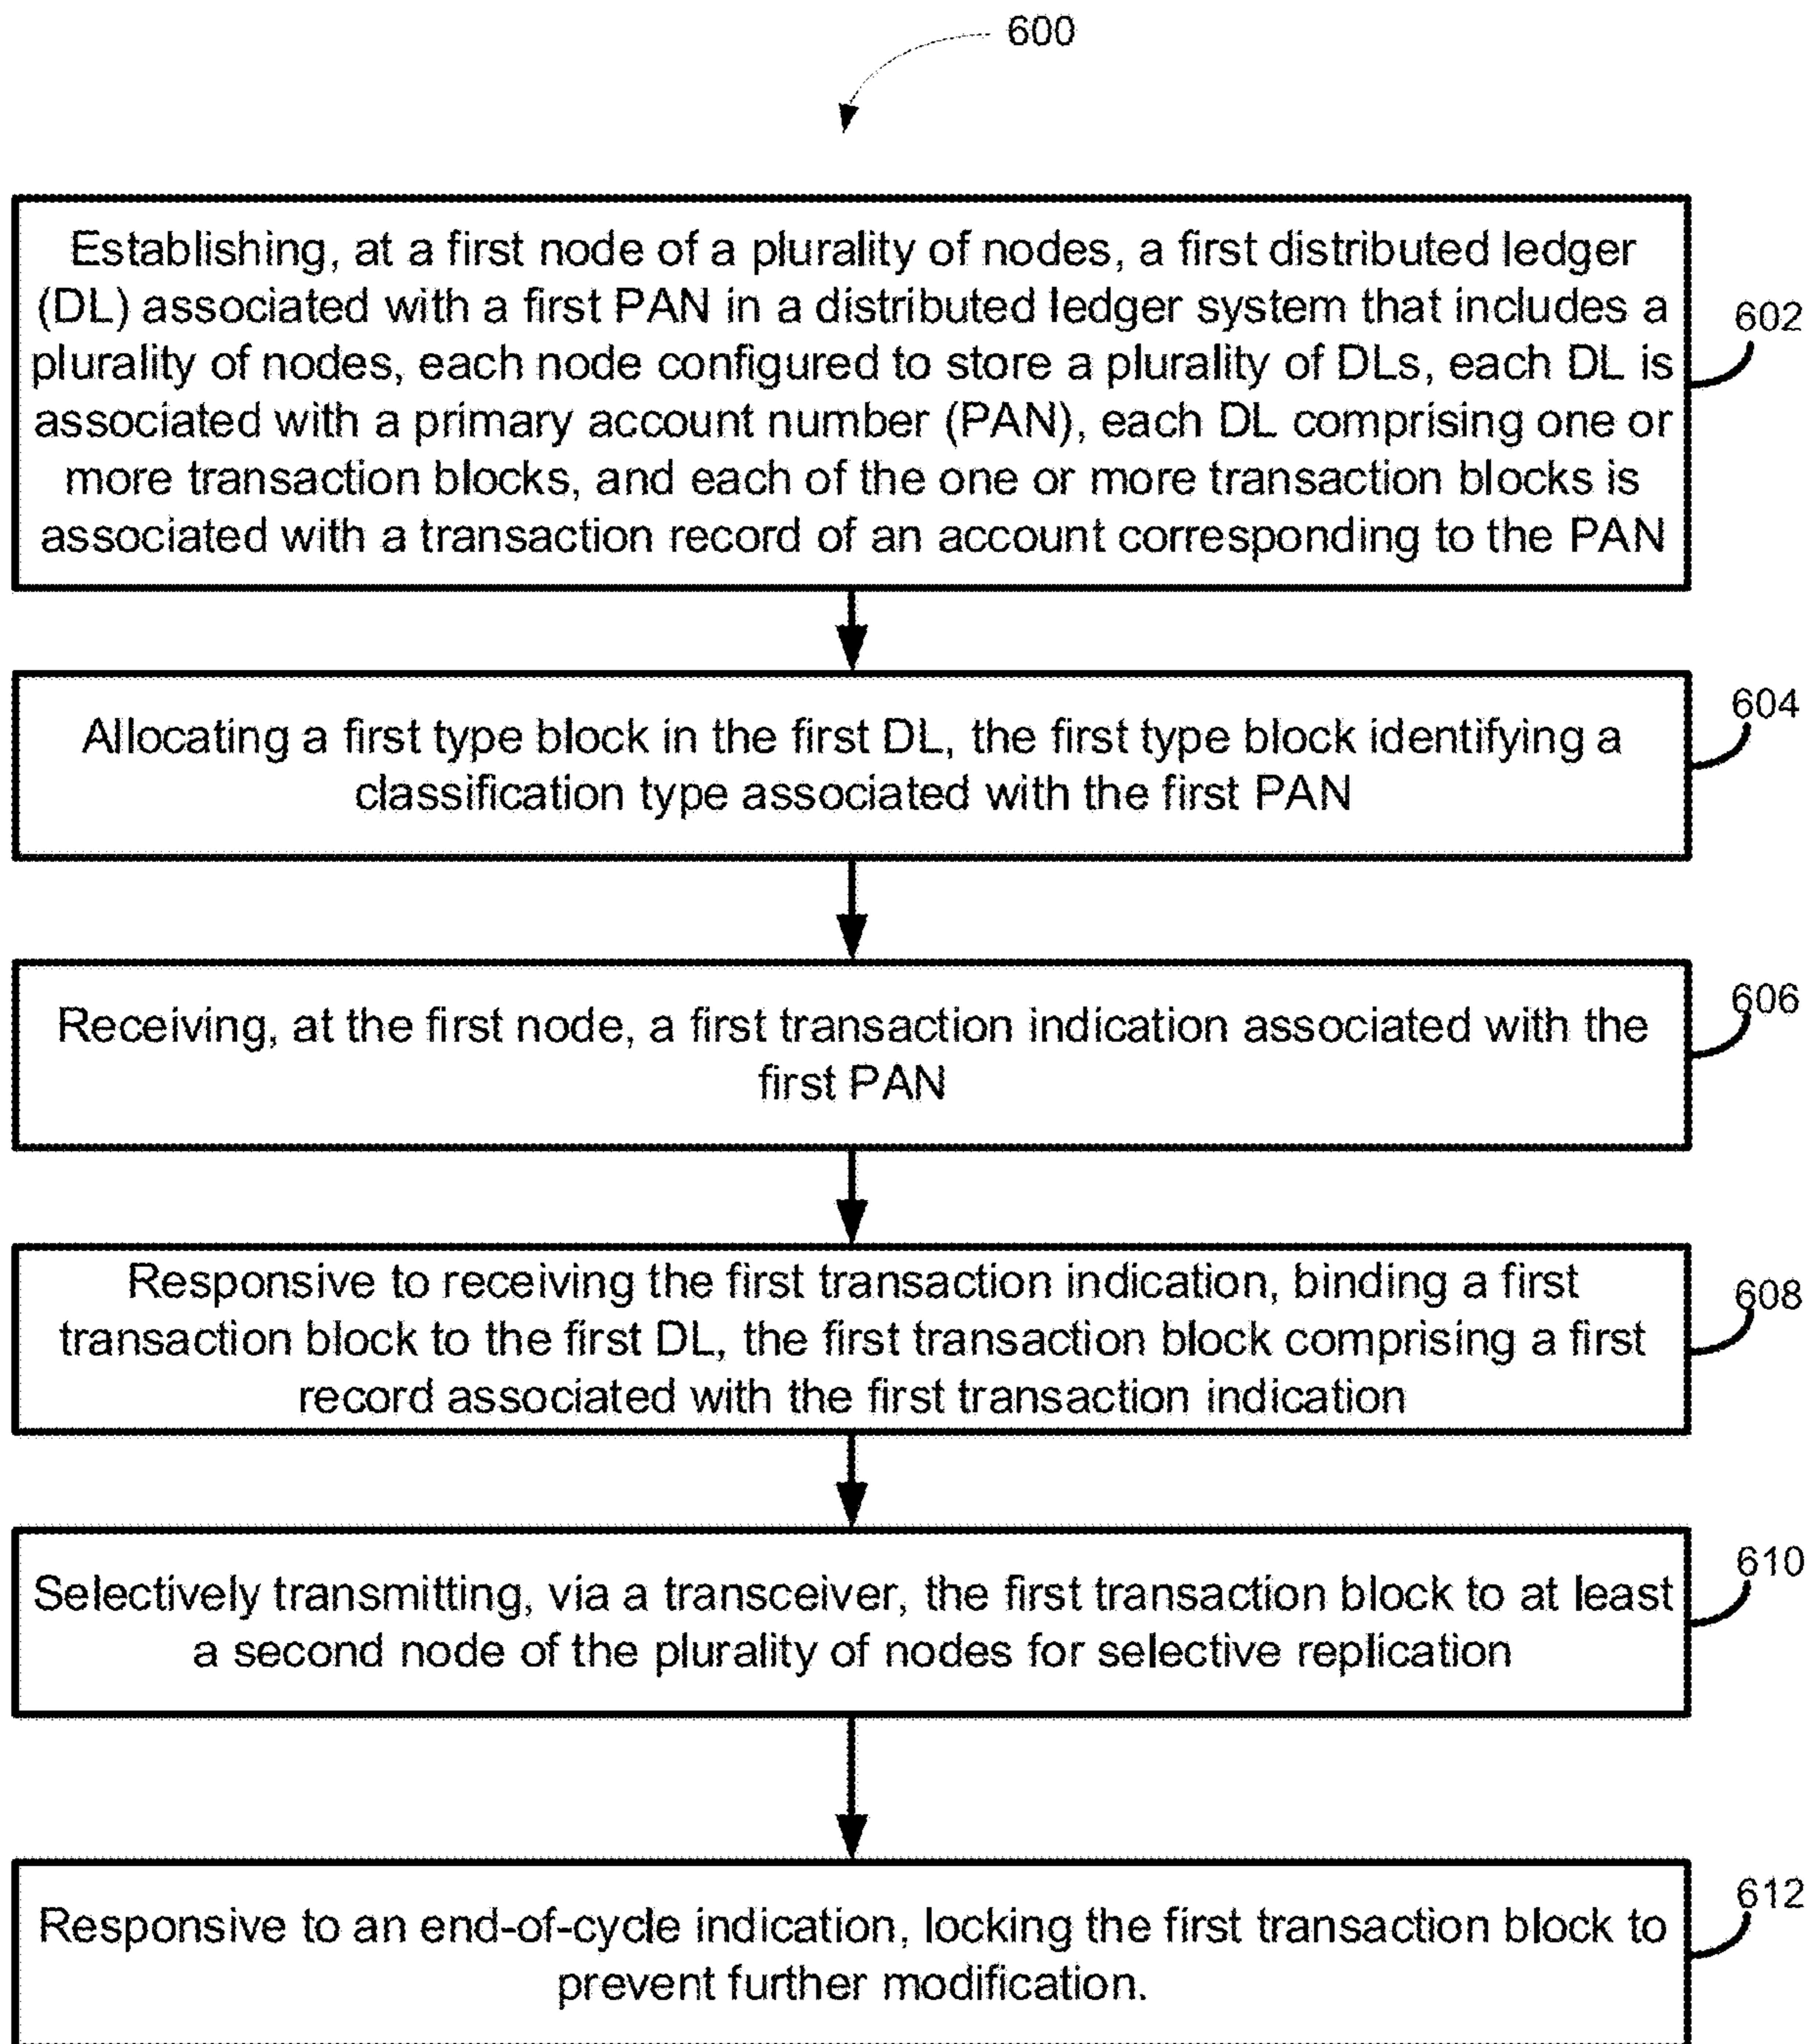 600
Establishing, at a first node of a plurality of nodes, a first distributed ledger
(DL) associated with a first PAN in a distributed ledger system that includes a
plurality of nodes, each node configured to store a plurality of DLs, each DL is
associated with a primary account number (PAN), each DL comprising one or
more transaction blocks, and each of the one or more transaction blocks is
associated with a transaction record of an account corresponding to the PAN
602
Allocating a first type block in the first DL, the first type block identifying a
classification type associated with the first PAN
604
Receiving, at the first node, a first transaction indication associated with the
first PAN
606
Responsive to receiving the first transaction indication, binding a first
transaction block to the first DL, the first transaction block comprising a first
record associated with the first transaction indication
608
Selectively transmitting, via a transceiver, the first transaction block to at least
a second node of the plurality of nodes for selective replication
610
Responsive to an end-of-cycle indication, locking the first transaction block to
prevent further modification.
612